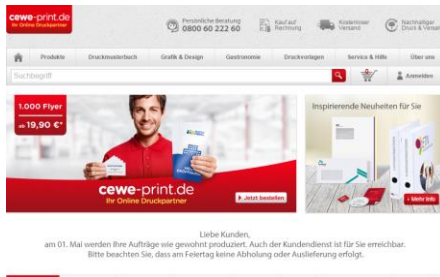 cewe-print.de
Ihr Online Druckpartner
Persönliche Beratung
0800 60 222 60
Kauf auf
Rechnung
Kostenloser
Versand
Nachhaltiger
Druck & Versand
Produkte Druckmusterbuch Grafik & Design Gastronomie Druckvorlagen Service & Hilfe Über uns
Suchbegriff
Anmelden
1.000 Flyer
ab 19,90 €*
cewe-print.de
Ihr Online Druckpartner
Jetzt bestellen
Inspirierende Neuheiten für Sie
Mehr Info
Liebe Kunden,
am 01. Mai werden Ihre Aufträge wie gewohnt produziert. Auch der Kundendienst ist für Sie erreichbar.
Bitte beachten Sie, dass am Feiertag keine Abholung oder Auslieferung erfolgt.